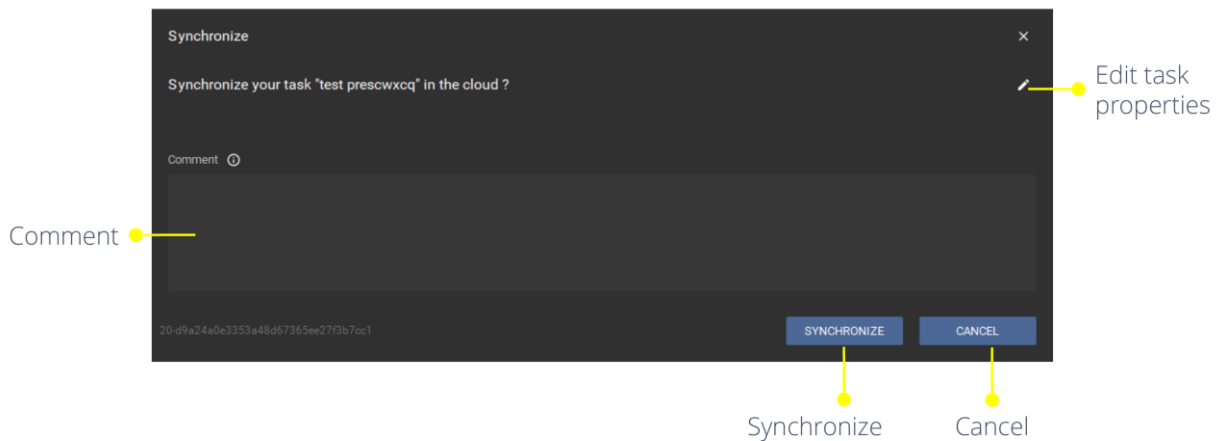 Synchronize
Synchronize your task "test prescwxcq" in the cloud ?
Edit task
properties
Comment
Comment
20-d9a24a0e3353a48d67365ee27f3b7cc1
SYNCHRONIZE
CANCEL
Synchronize
Cancel